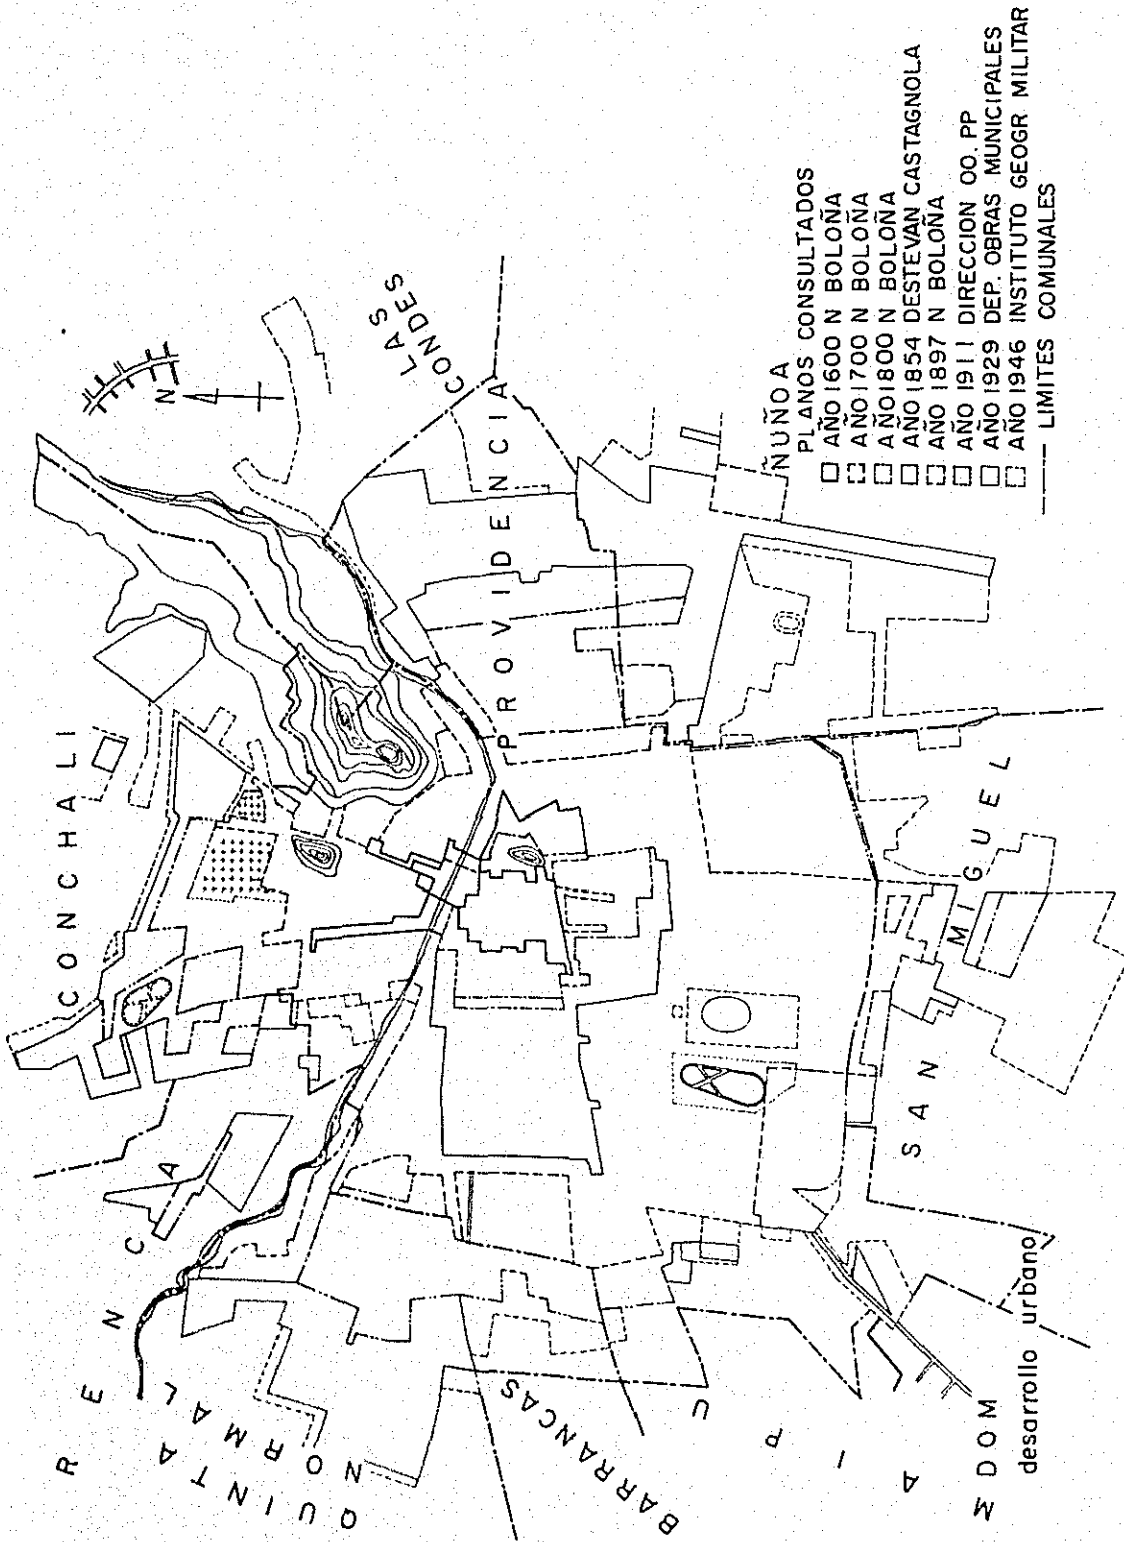 CONCHALI
RENCA
QUINTA
NORMAL
LAS
CONDES
N
PROVIDENCIA
BARRANCAS
MAIPU
SAN MIGUEL
ÑUÑOA
PLANOS CONSULTADOS
AÑO 1600 N BOLOÑA
AÑO 1700 N BOLOÑA
AÑO 1800 N BOLOÑA
AÑO 1854 DESTEVAN CASTAGNOLA
AÑO 1897 N BOLOÑA
AÑO 1911 DIRECCION OO. PP
AÑO 1929 DEP. OBRAS MUNICIPALES
AÑO 1946 INSTITUTO GEOGR MILITAR
LIMITES COMUNALES
DOM
desarrollo urbano